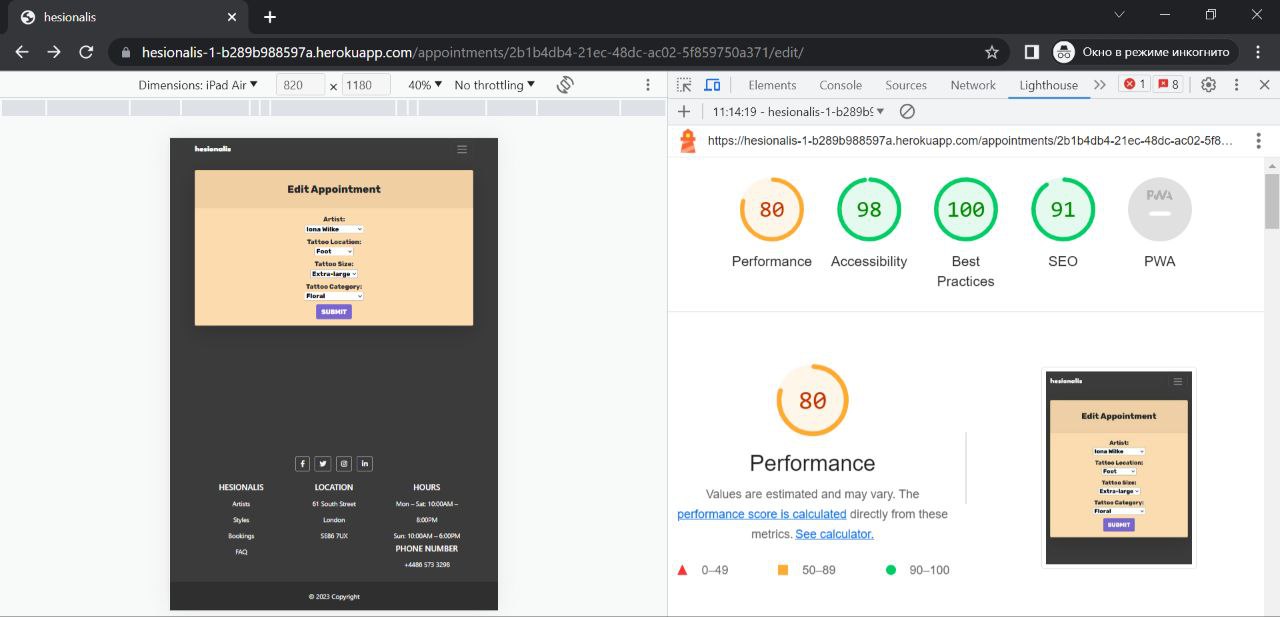 hesionalis
hesionalis-1-b289b988597a.herokuapp.com/appointments/2b1b4db4-21ec-48dc-ac02-5f859750a371/edit/
Окно в режиме инкогнито
Dimensions: iPad Air 820 × 1180 40% No throttling
Elements Console Sources Network Lighthouse 1 8
11:14:19 - hesionalis-1-b289b9
https://hesionalis-1-b289b988597a.herokuapp.com/appointments/2b1b4db4-21ec-48dc-ac02-5f8...
hesionalis
Edit Appointment
Artist:
Iona Wilke
Tattoo Location:
Foot
Tattoo Size:
Extra-large
Tattoo Category:
Floral
SUBMIT
HESIONALIS
Artists
Styles
Bookings
FAQ
LOCATION
61 South Street
London
SE86 7UX
HOURS
Mon – Sat: 10:00AM –
8:00PM
Sun: 10:00AM – 6:00PM
PHONE NUMBER
+4486 573 3298
© 2023 Copyright
80 98 100 91 PWA
Performance Accessibility Best Practices SEO PWA
80
Performance
Values are estimated and may vary. The
performance score is calculated directly from these
metrics. See calculator.
0–49 50–89 90–100
hesionalis
Edit Appointment
Artist:
Iona Wilke
Tattoo Location:
Foot
Tattoo Size:
Extra-large
Tattoo Category:
Floral
SUBMIT